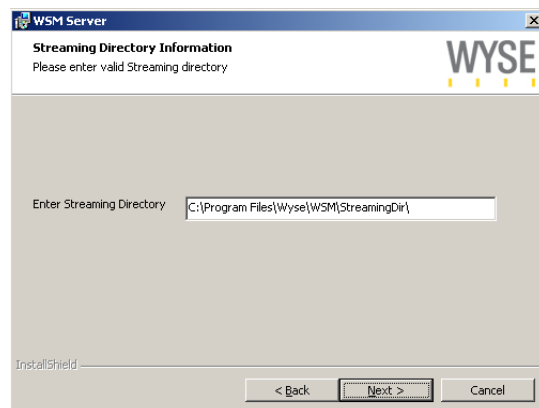 WSM Server
Streaming Directory Information
Please enter valid Streaming directory
WYSE
Enter Streaming Directory
C:\Program Files\Wyse\WSM\StreamingDir\
InstallShield
< Back
Next >
Cancel